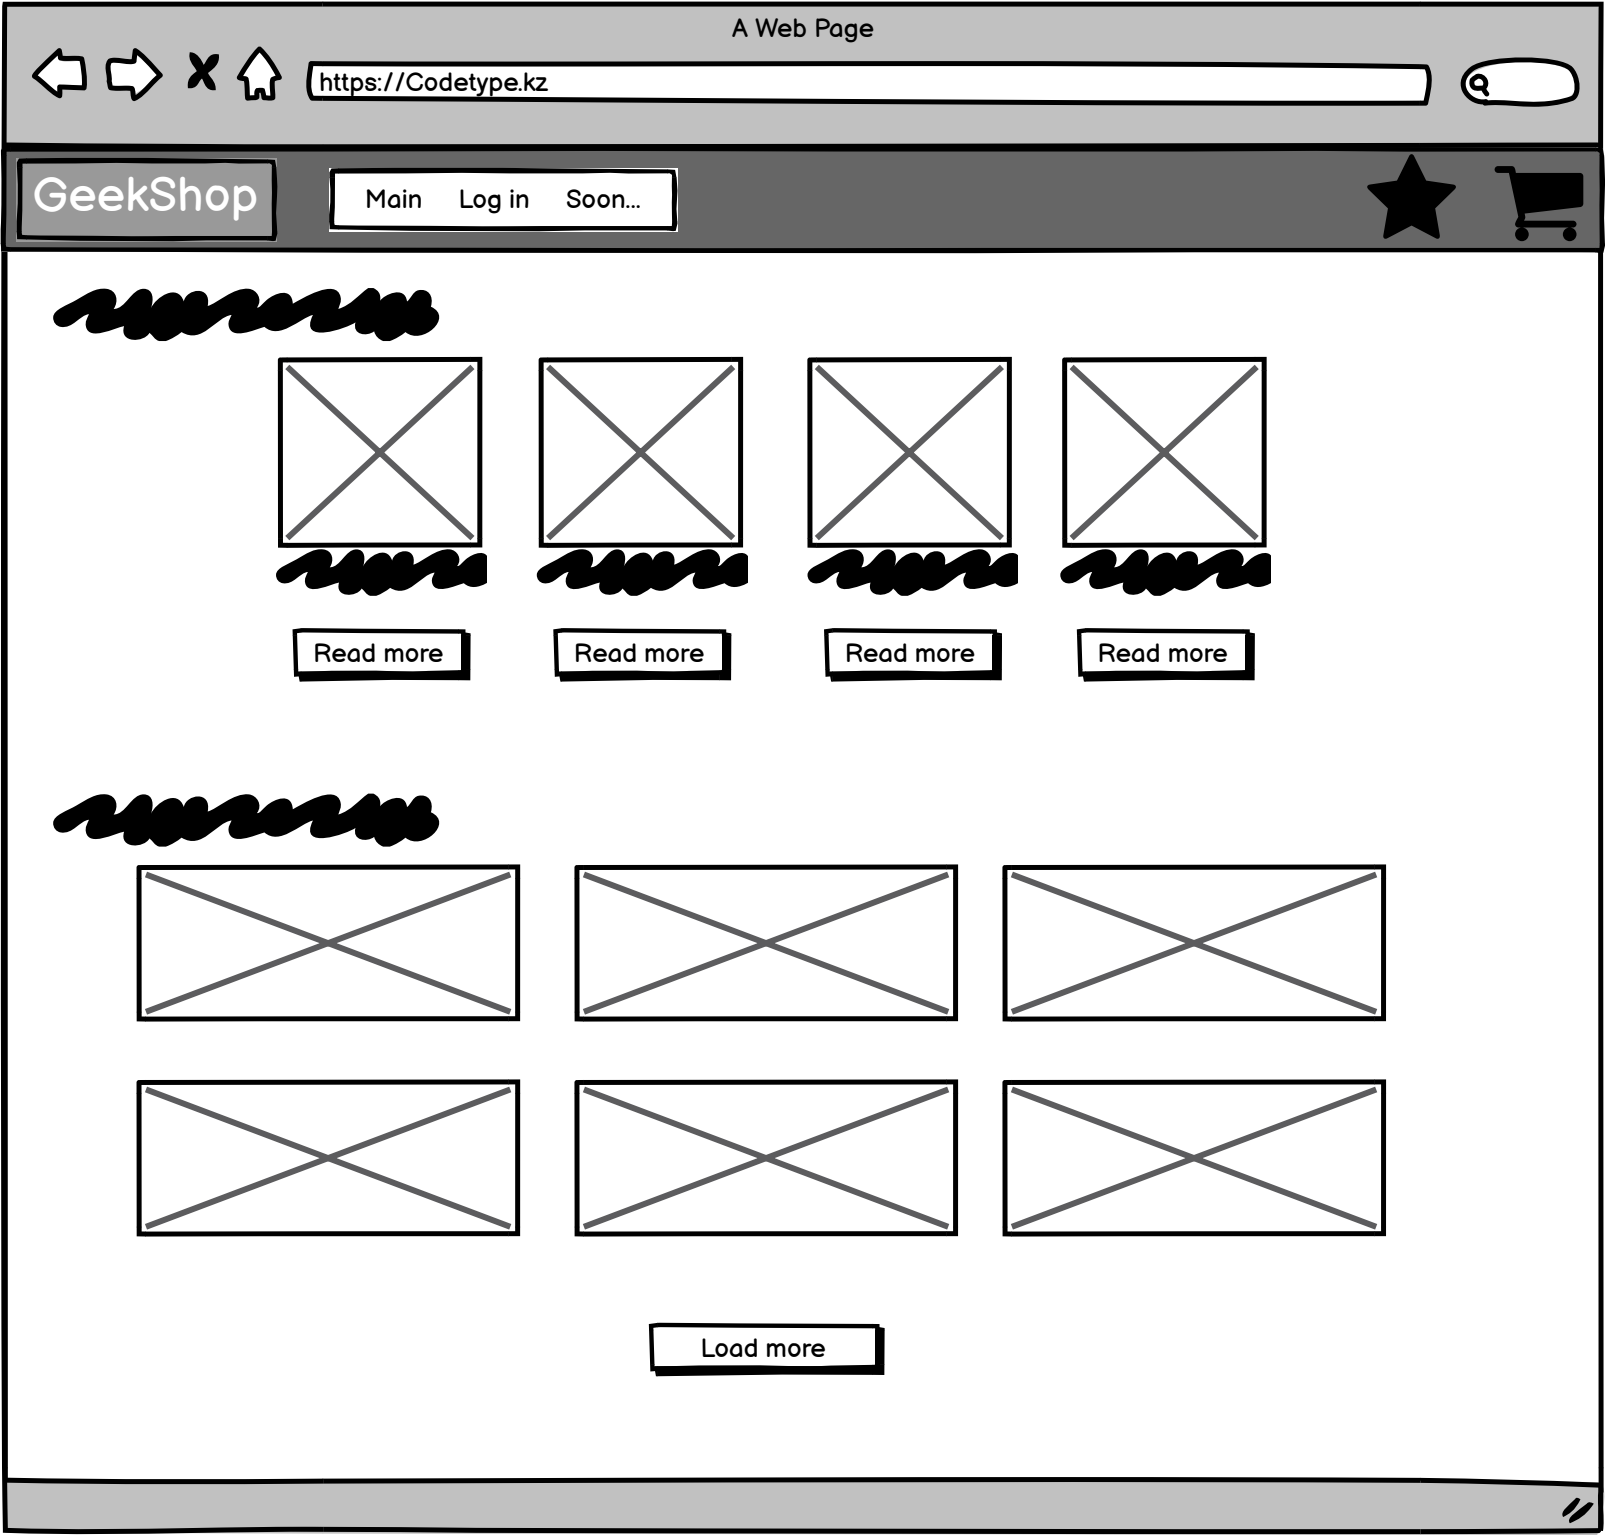 A Web Page
https://Codetype.kz
GeekShop
Main Log in Soon...
Read more Read more Read more Read more
Load more